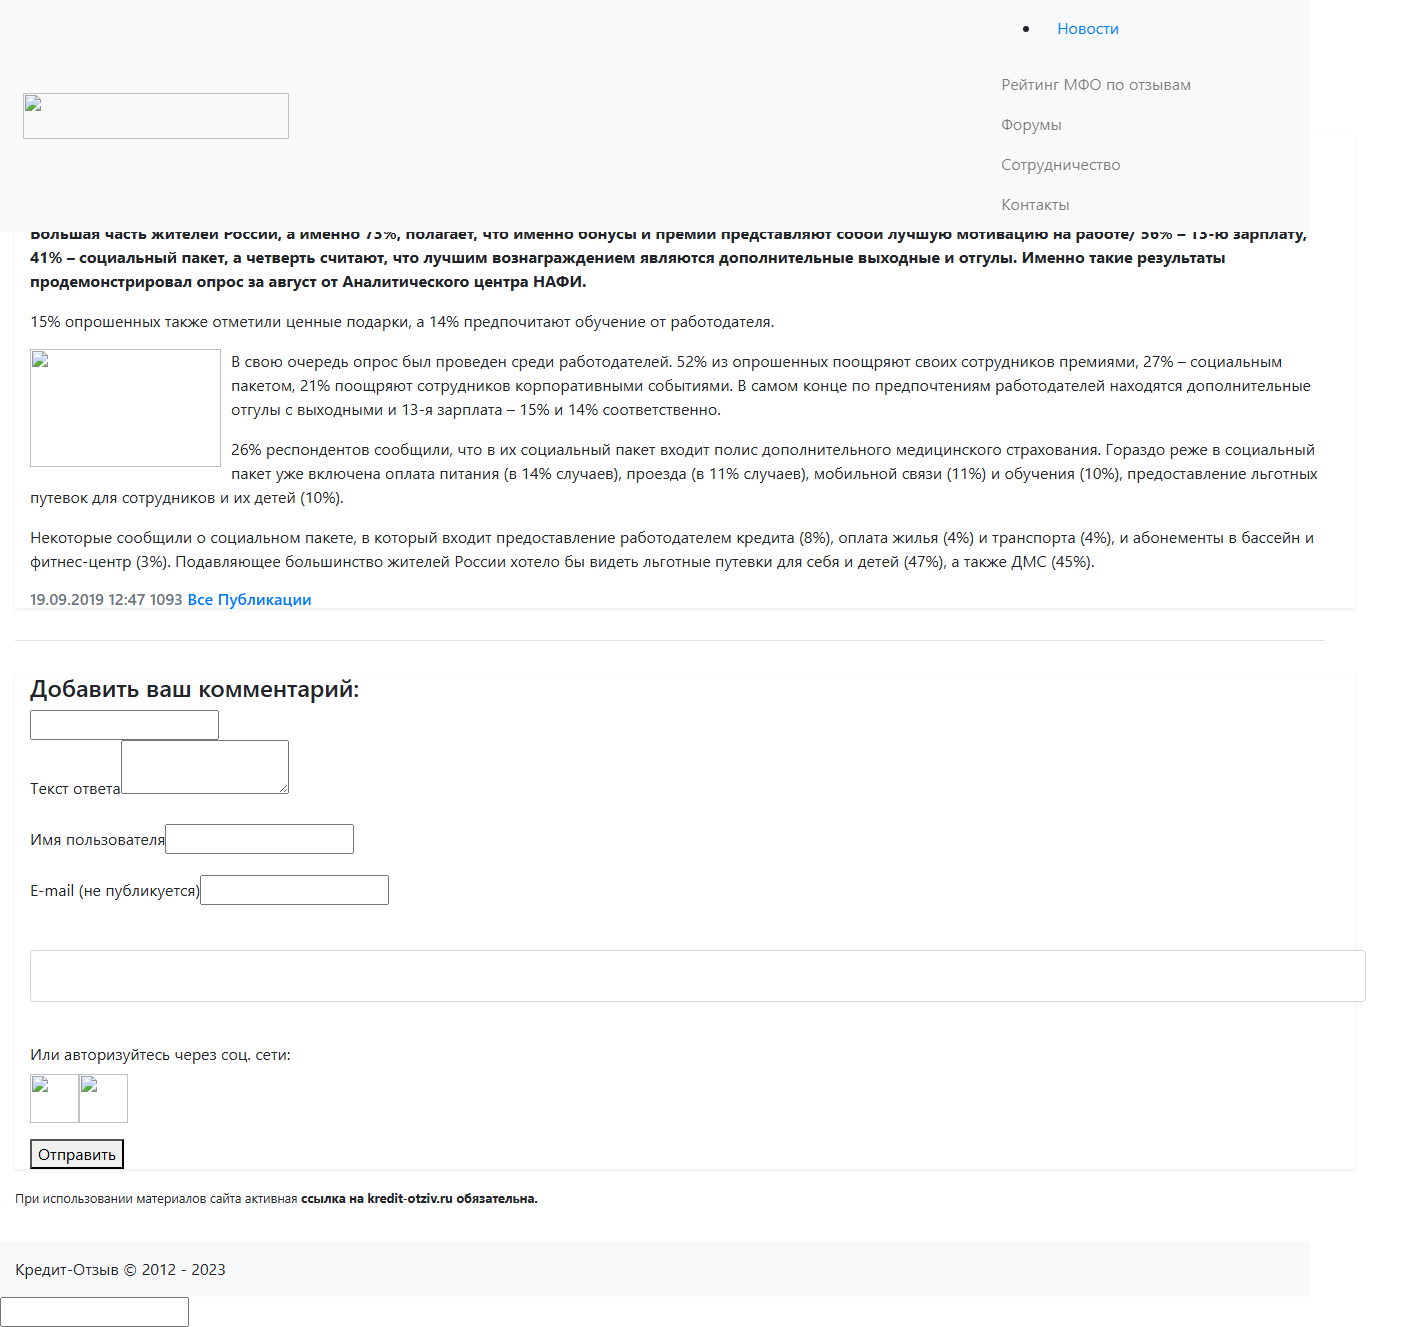 Новости
Рейтинг МФО по отзывам
Форумы
Сотрудничество
Контакты
Большая часть жителей России, а именно 73%, полагает, что именно бонусы и премии представляют собой лучшую мотивацию на работе/ 56% – 13-ю зарплату,
41% – социальный пакет, а четверть считают, что лучшим вознаграждением являются дополнительные выходные и отгулы. Именно такие результаты
продемонстрировал опрос за август от Аналитического центра НАФИ.
15% опрошенных также отметили ценные подарки, а 14% предпочитают обучение от работодателя.
В свою очередь опрос был проведен среди работодателей. 52% из опрошенных поощряют своих сотрудников премиями, 27% – социальным
пакетом, 21% поощряют сотрудников корпоративными событиями. В самом конце по предпочтениям работодателей находятся дополнительные
отгулы с выходными и 13-я зарплата – 15% и 14% соответственно.
26% респондентов сообщили, что в их социальный пакет входит полис дополнительного медицинского страхования. Гораздо реже в социальный
пакет уже включена оплата питания (в 14% случаев), проезда (в 11% случаев), мобильной связи (11%) и обучения (10%), предоставление льготных
путевок для сотрудников и их детей (10%).
Некоторые сообщили о социальном пакете, в который входит предоставление работодателем кредита (8%), оплата жилья (4%) и транспорта (4%), и абонементы в бассейн и
фитнес-центр (3%). Подавляющее большинство жителей России хотело бы видеть льготные путевки для себя и детей (47%), а также ДМС (45%).
19.09.2019 12:47 1093 Все Публикации
Добавить ваш комментарий:
Текст ответа
Имя пользователя
E-mail (не публикуется)
Или авторизуйтесь через соц. сети:
Отправить
При использовании материалов сайта активная ссылка на kredit-otziv.ru обязательна.
Кредит-Отзыв © 2012 - 2023